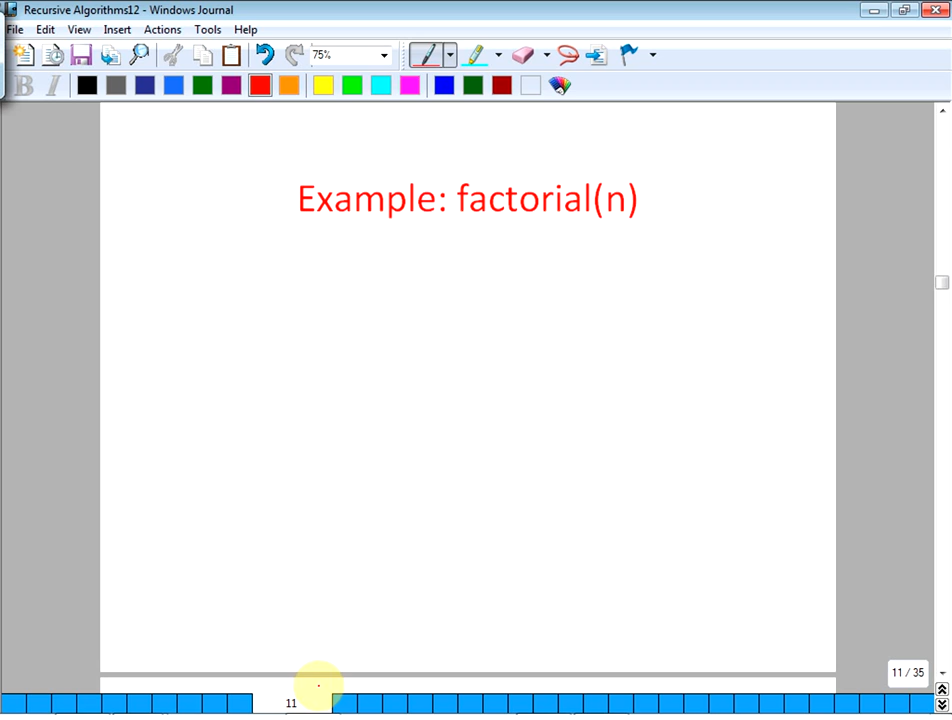 Recursive Algorithms12 - Windows Journal
File Edit View Insert Actions Tools Help
75%
B I
Example: factorial(n)
11 / 35
11